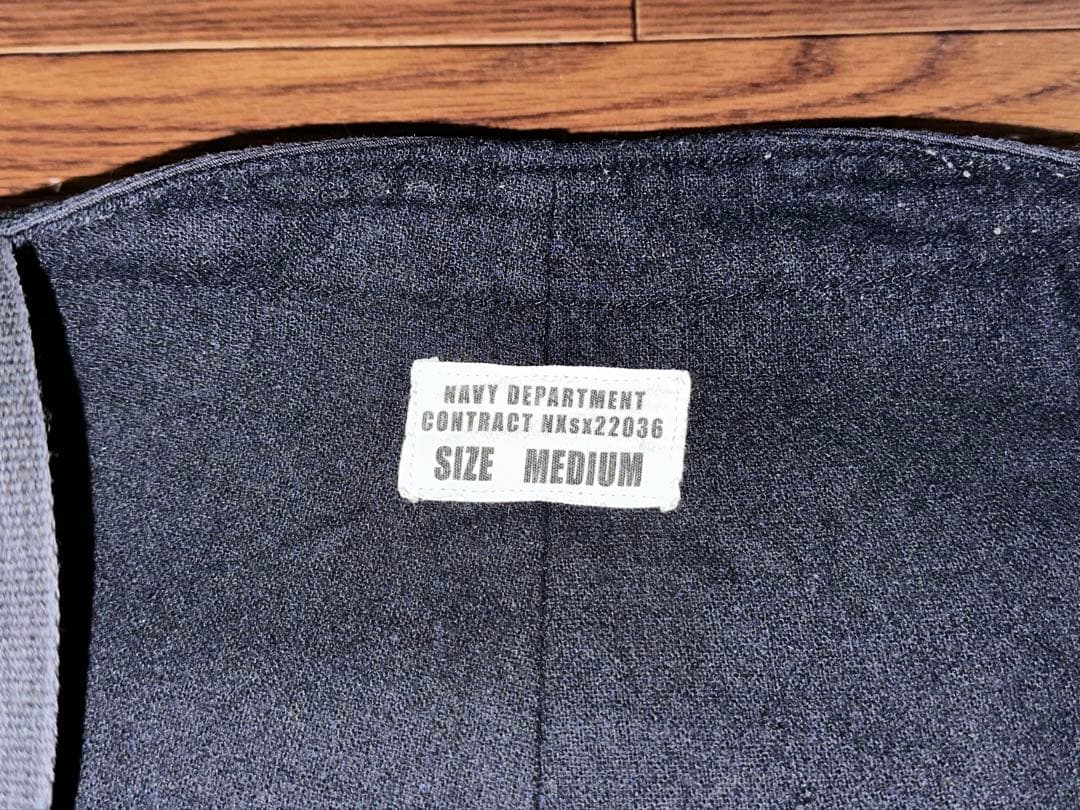 NAVY DEPARTMENT
CONTRACT NXsx22036
SIZE MEDIUM